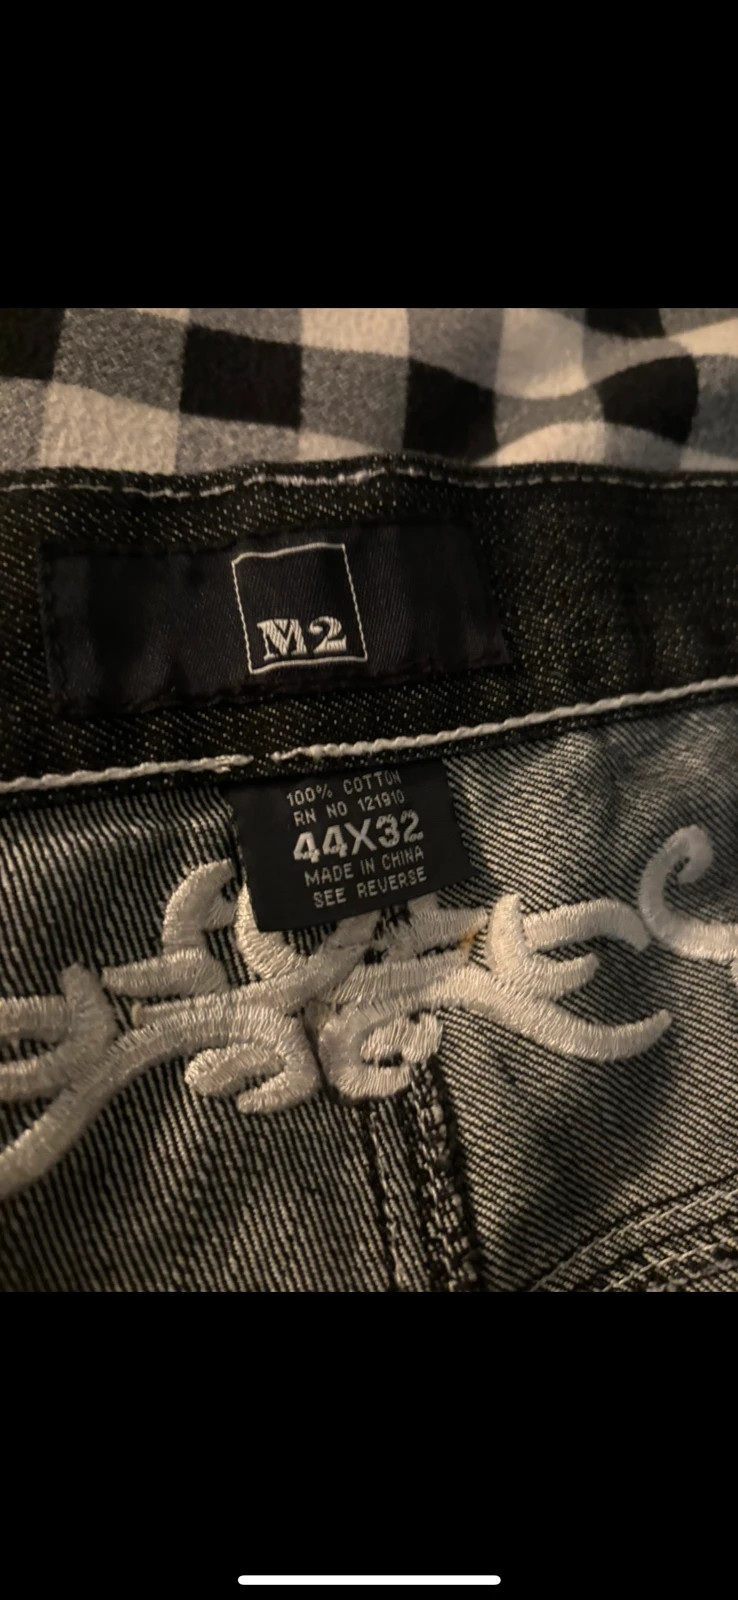 M2
100% COTTON
RN NO 121910
44X32
MADE IN CHINA
SEE REVERSE